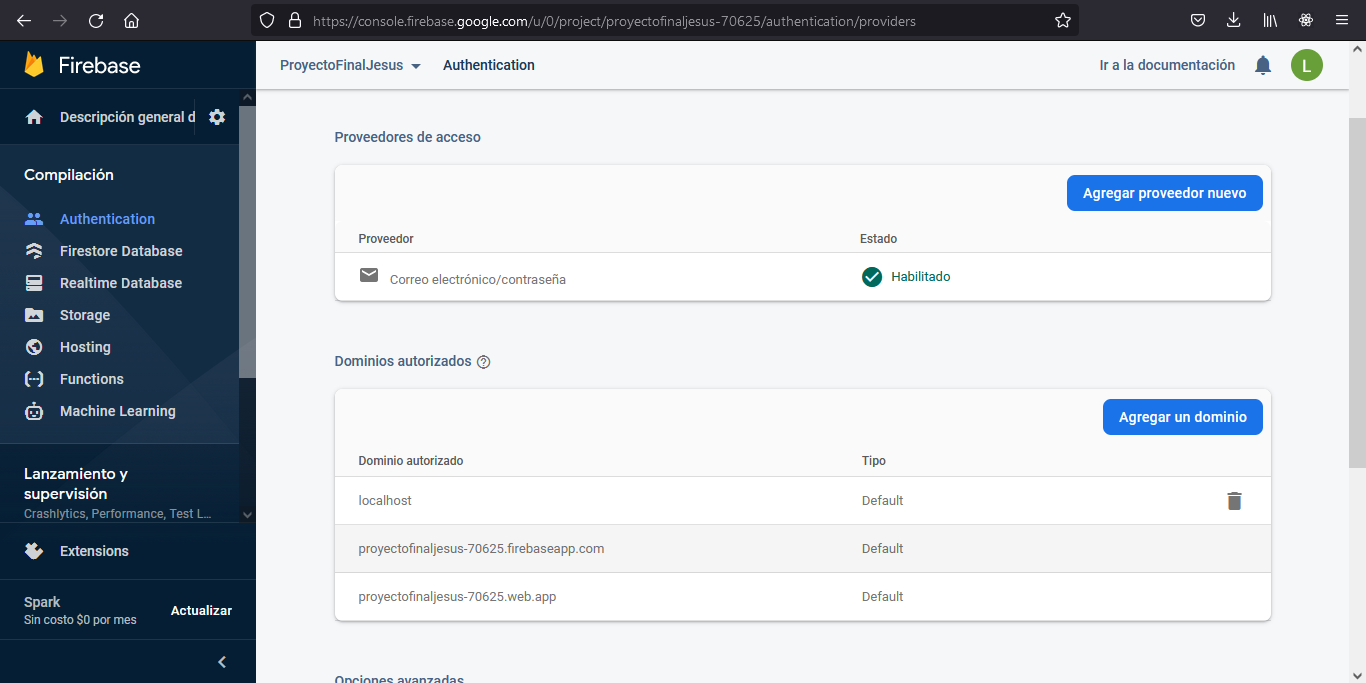 https://console.firebase.google.com/u/0/project/proyectofinaljesus-70625/authentication/providers
Firebase
ProyectoFinalJesus
Authentication
Ir a la documentación
L
Descripción general d
Compilación
Authentication
Firestore Database
Realtime Database
Storage
Hosting
Functions
Machine Learning
Lanzamiento y
supervisión
Crashlytics, Performance, Test L...
Extensions
Spark
Sin costo $0 por mes
Actualizar
Proveedores de acceso
Agregar proveedor nuevo
Proveedor Estado
Correo electrónico/contraseña Habilitado
Dominios autorizados
Agregar un dominio
Dominio autorizado Tipo
localhost Default
proyectofinaljesus-70625.firebaseapp.com Default
proyectofinaljesus-70625.web.app Default
Opciones avanzadas